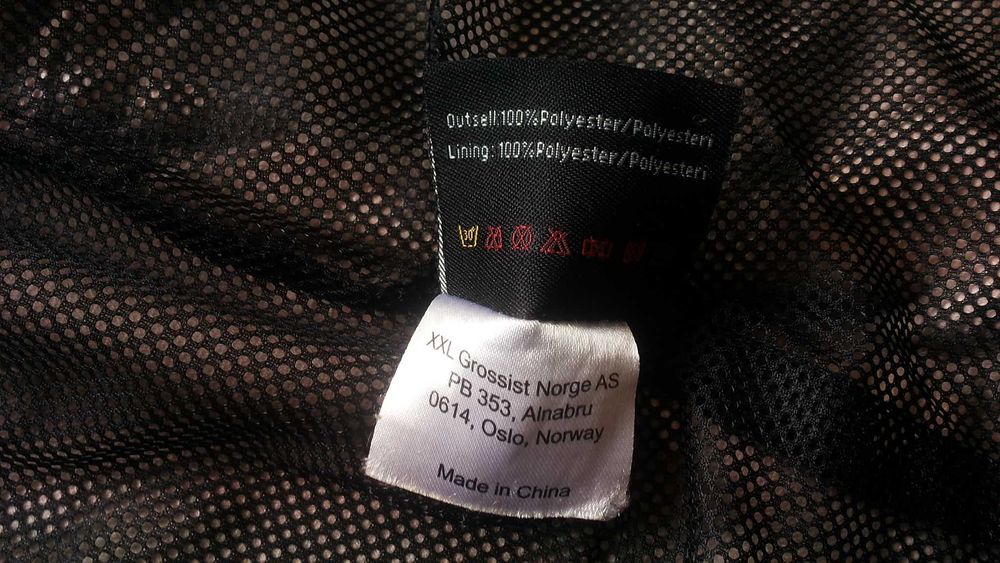 Outsell:100%Polyester/Polyesteri
Lining:100%Polyester/Polyesteri
30°
XXL Grossist Norge AS
PB 353, Alnabru
0614, Oslo, Norway
Made in China